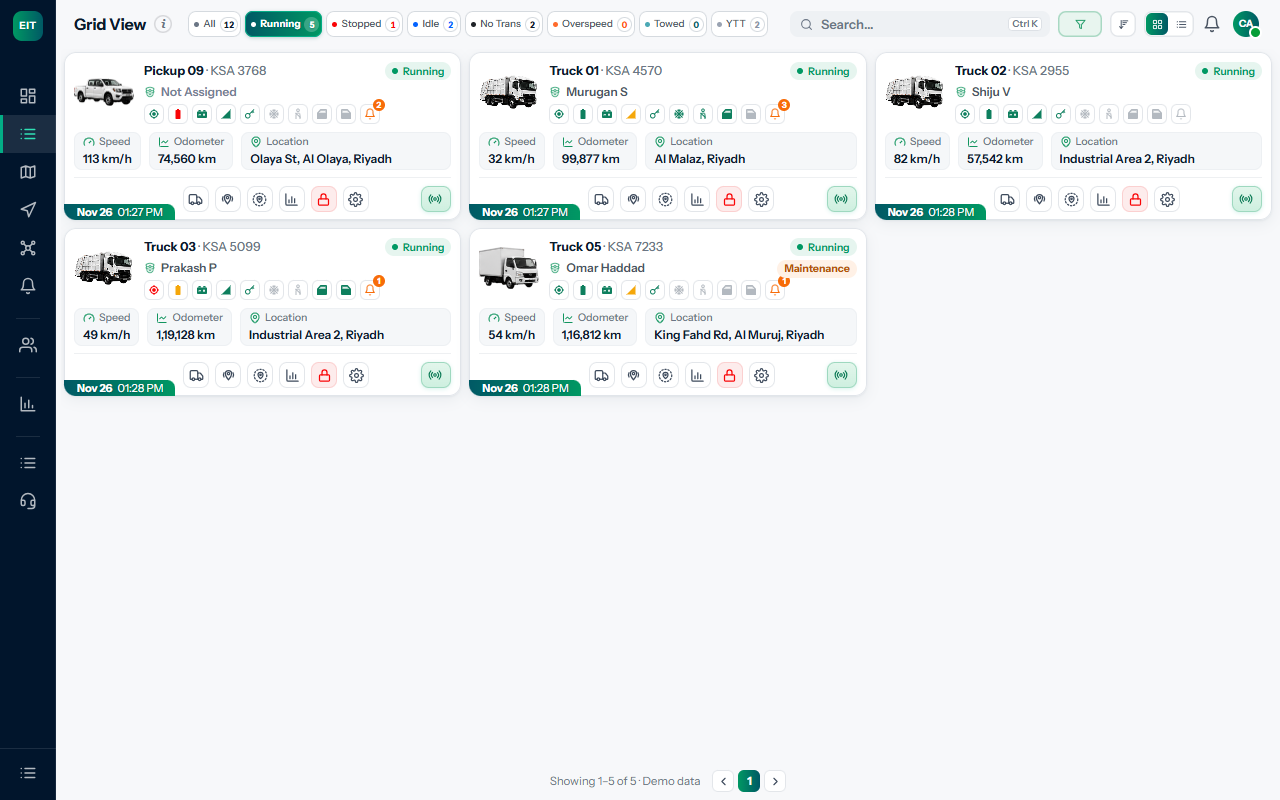 EIT
Grid View
i
All 12
Running 5
Stopped 1
Idle 2
No Trans 2
Overspeed 0
Towed 0
YTT 2
Search...
Ctrl K
CA
Pickup 09 · KSA 3768
Running
Not Assigned
2
Speed
113 km/h
Odometer
74,560 km
Location
Olaya St, Al Olaya, Riyadh
Nov 26 01:27 PM
Truck 01 · KSA 4570
Running
Murugan S
3
Speed
32 km/h
Odometer
99,877 km
Location
Al Malaz, Riyadh
Nov 26 01:27 PM
Truck 02 · KSA 2955
Running
Shiju V
Speed
82 km/h
Odometer
57,542 km
Location
Industrial Area 2, Riyadh
Nov 26 01:28 PM
Truck 03 · KSA 5099
Running
Prakash P
1
Speed
49 km/h
Odometer
1,19,128 km
Location
Industrial Area 2, Riyadh
Nov 26 01:28 PM
Truck 05 · KSA 7233
Running
Omar Haddad
Maintenance
1
Speed
54 km/h
Odometer
1,16,812 km
Location
King Fahd Rd, Al Muruj, Riyadh
Nov 26 01:28 PM
Showing 1–5 of 5 · Demo data
1